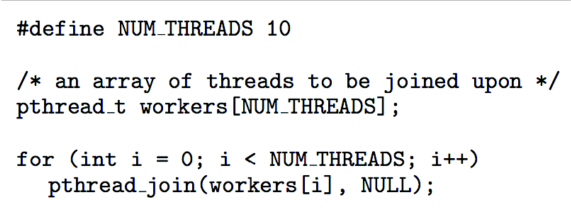 #define NUM_THREADS 10
/* an array of threads to be joined upon */
pthread_t workers[NUM_THREADS];
for (int i = 0; i < NUM_THREADS; i++)
pthread_join(workers[i], NULL);